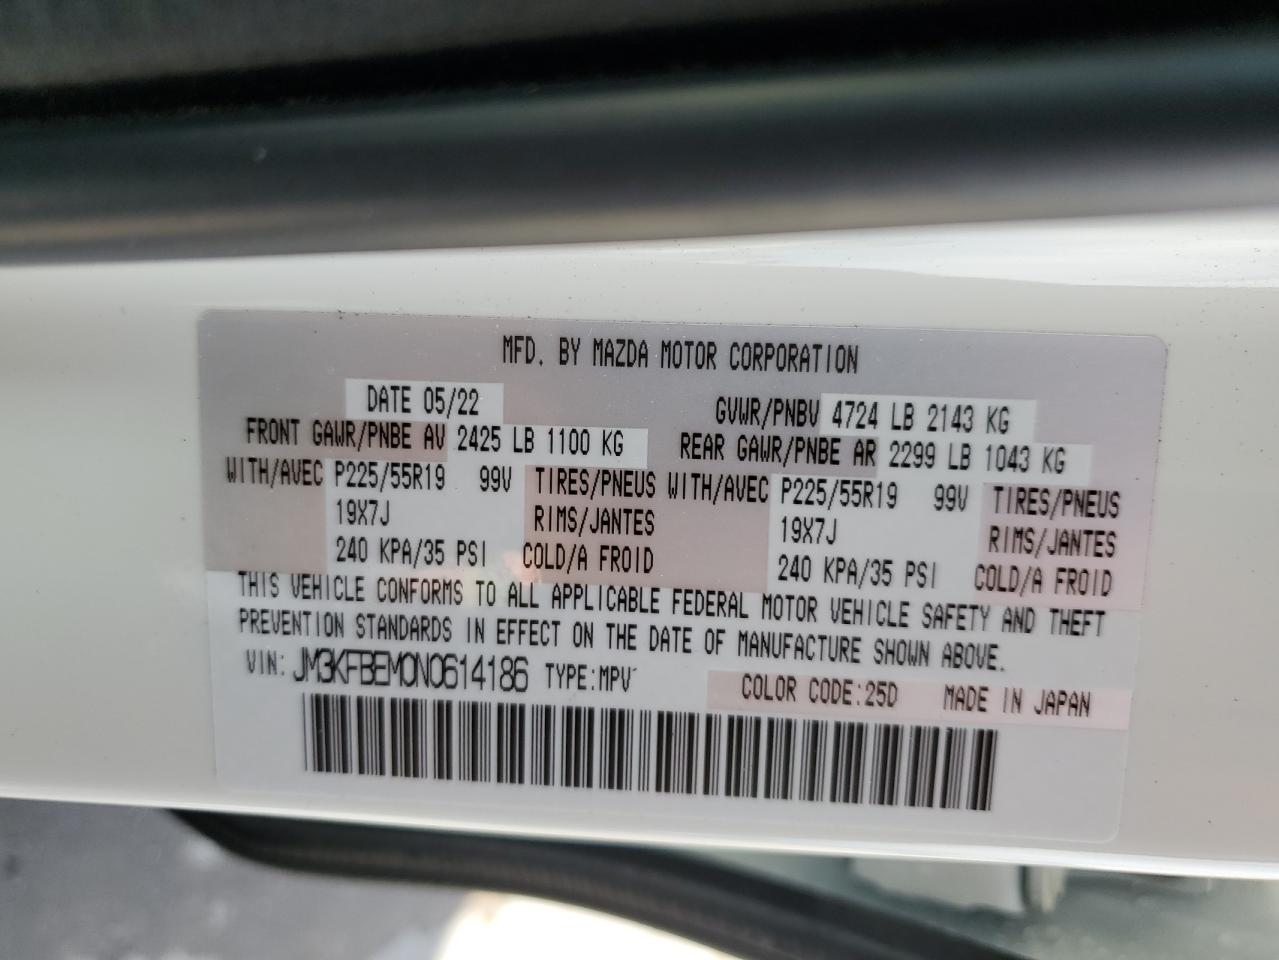 MFD. BY MAZDA MOTOR CORPORATION
DATE 05/22 GVWR/PNBV 4724 LB 2143 KG
FRONT GAWR/PNBE AV 2425 LB 1100 KG REAR GAWR/PNBE AR 2299 LB 1043 KG
WITH/AVEC P225/55R19 99V TIRES/PNEUS WITH/AVEC P225/55R19 99V TIRES/PNEUS
19X7J RIMS/JANTES 19X7J RIMS/JANTES
240 KPA/35 PSI COLD/A FROID 240 KPA/35 PSI COLD/A FROID
THIS VEHICLE CONFORMS TO ALL APPLICABLE FEDERAL MOTOR VEHICLE SAFETY AND THEFT
PREVENTION STANDARDS IN EFFECT ON THE DATE OF MANUFACTURE SHOWN ABOVE.
VIN: JM3KFBEM0N0614186 TYPE:MPV COLOR CODE:25D MADE IN JAPAN